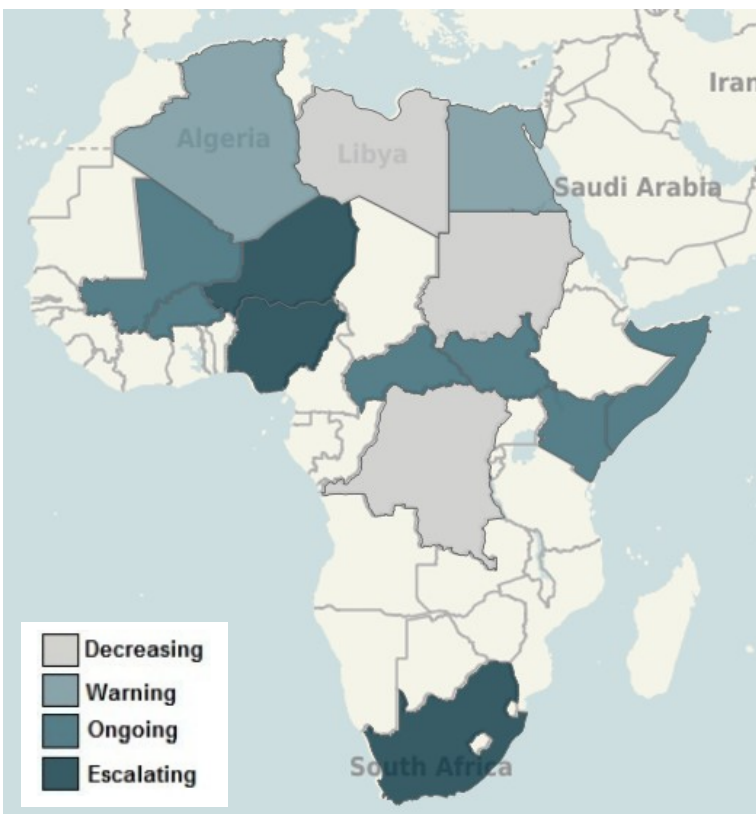 Iran
Algeria
Libya
Saudi Arabia
South Africa
Decreasing
Warning
Ongoing
Escalating